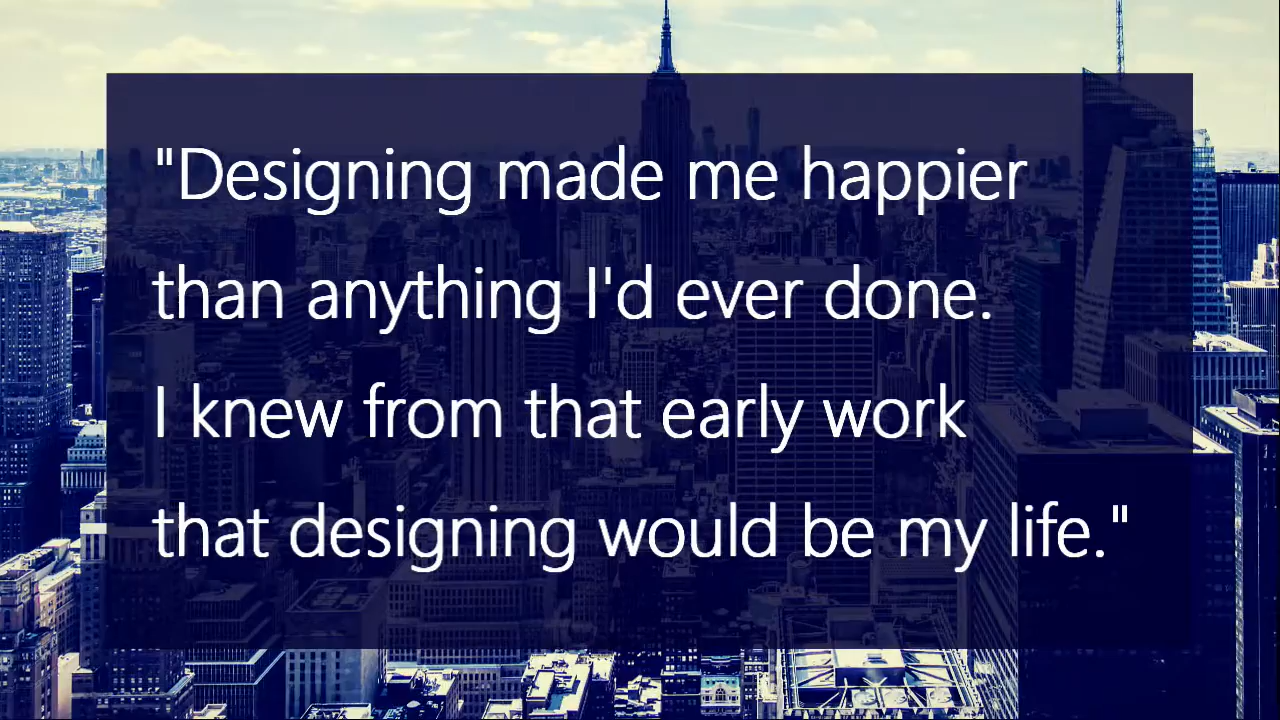 "Designing made me happier
than anything I'd ever done.
I knew from that early work
that designing would be my life."